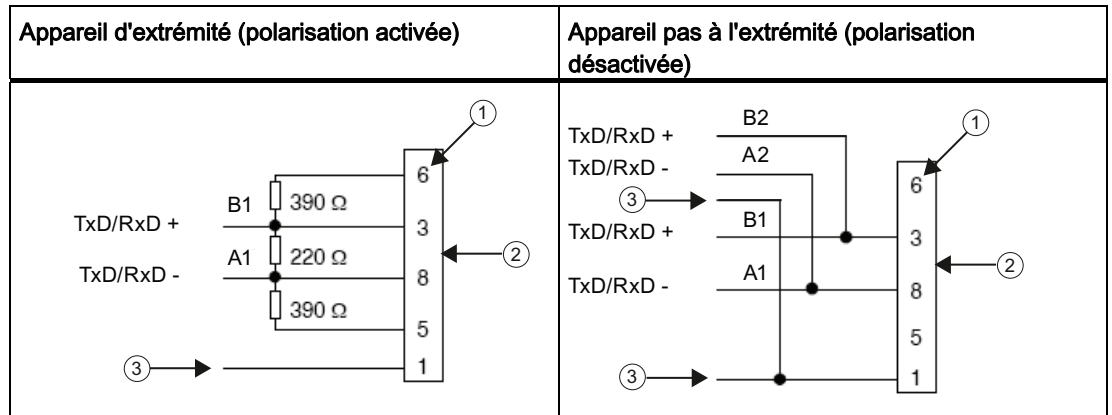 Appareil d'extrémité (polarisation activée)
Appareil pas à l'extrémité (polarisation
désactivée)
1
6
B1
390 Ω
TxD/RxD +
3
2
A1
220 Ω
TxD/RxD -
8
390 Ω
5
3
1
B2
1
TxD/RxD +
A2
TxD/RxD -
6
3
B1
TxD/RxD +
3
2
A1
TxD/RxD -
8
5
3
1